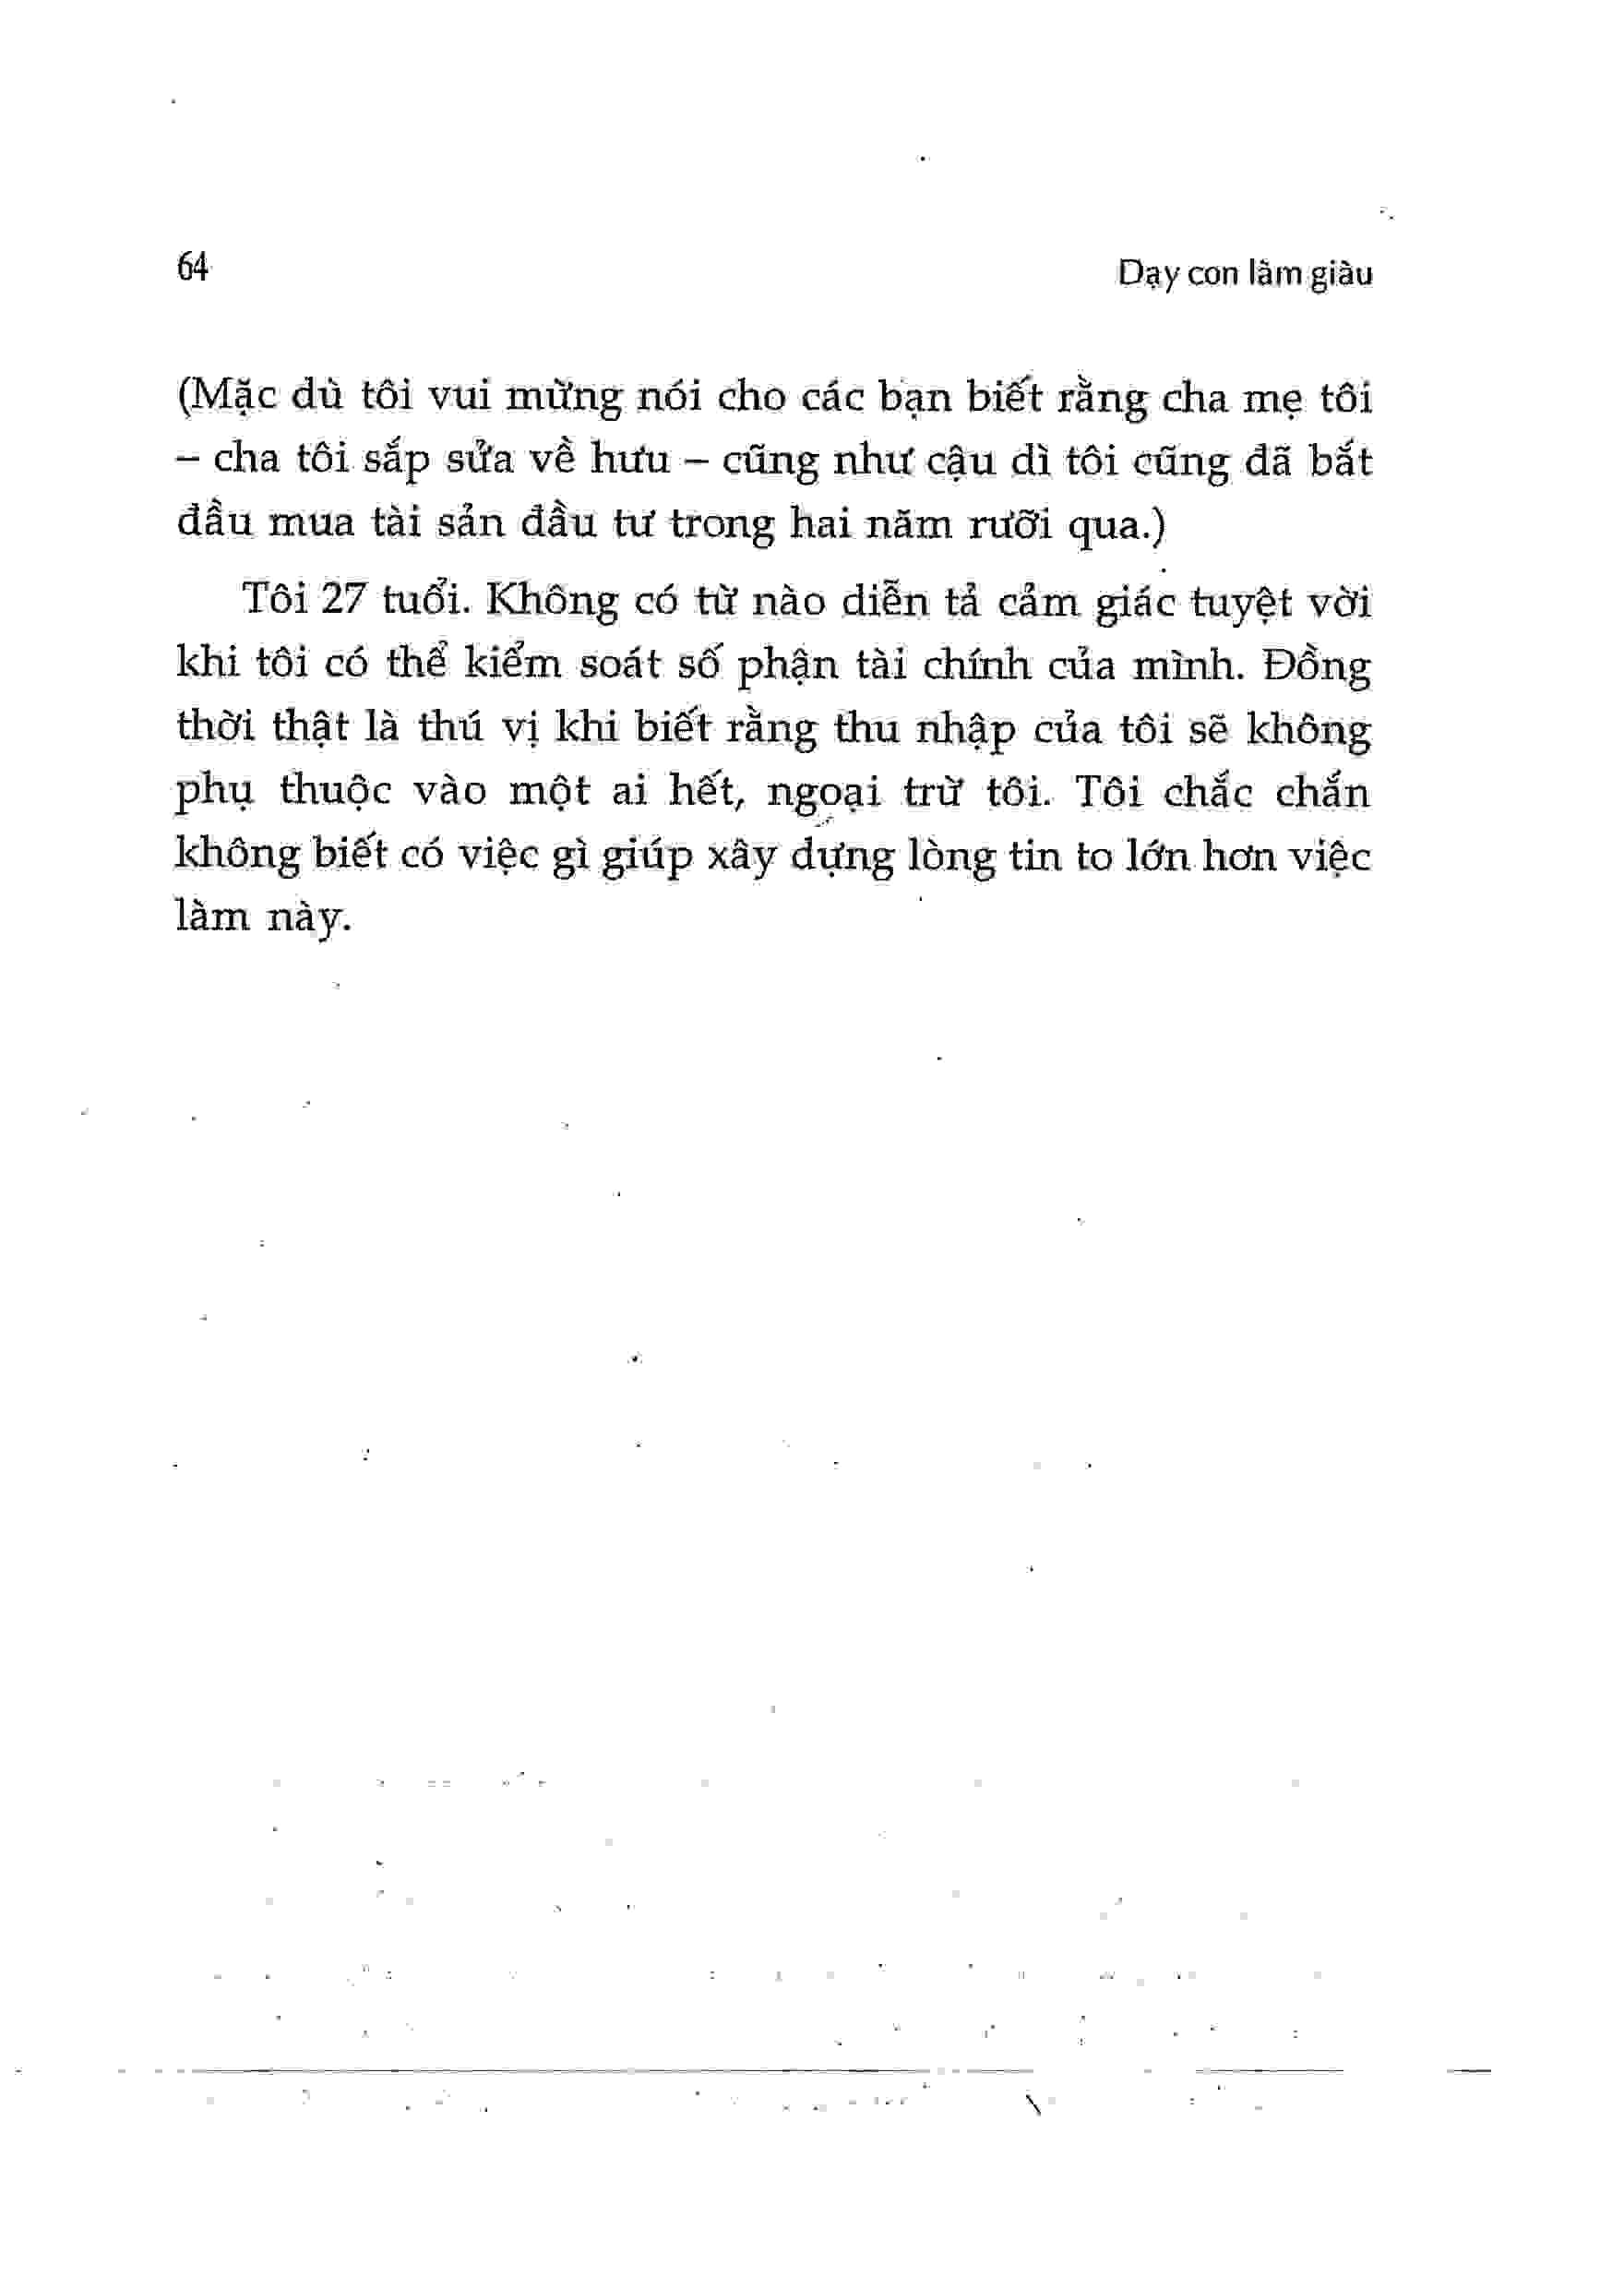 64
Dạy con làm giàu
(Mặc dù tôi vui mừng nói cho các bạn biết rằng cha mẹ tôi
– cha tôi sắp sửa về hưu – cũng như cậu dì tôi cũng đã bắt
đầu mua tài sản đầu tư trong hai năm rưỡi qua.)
Tôi 27 tuổi. Không có từ nào diễn tả cảm giác tuyệt vời
khi tôi có thể kiểm soát số phận tài chính của mình. Đồng
thời thật là thú vị khi biết rằng thu nhập của tôi sẽ không
phụ thuộc vào một ai hết, ngoại trừ tôi. Tôi chắc chắn
không biết có việc gì giúp xây dựng lòng tin to lớn hơn việc
làm này.